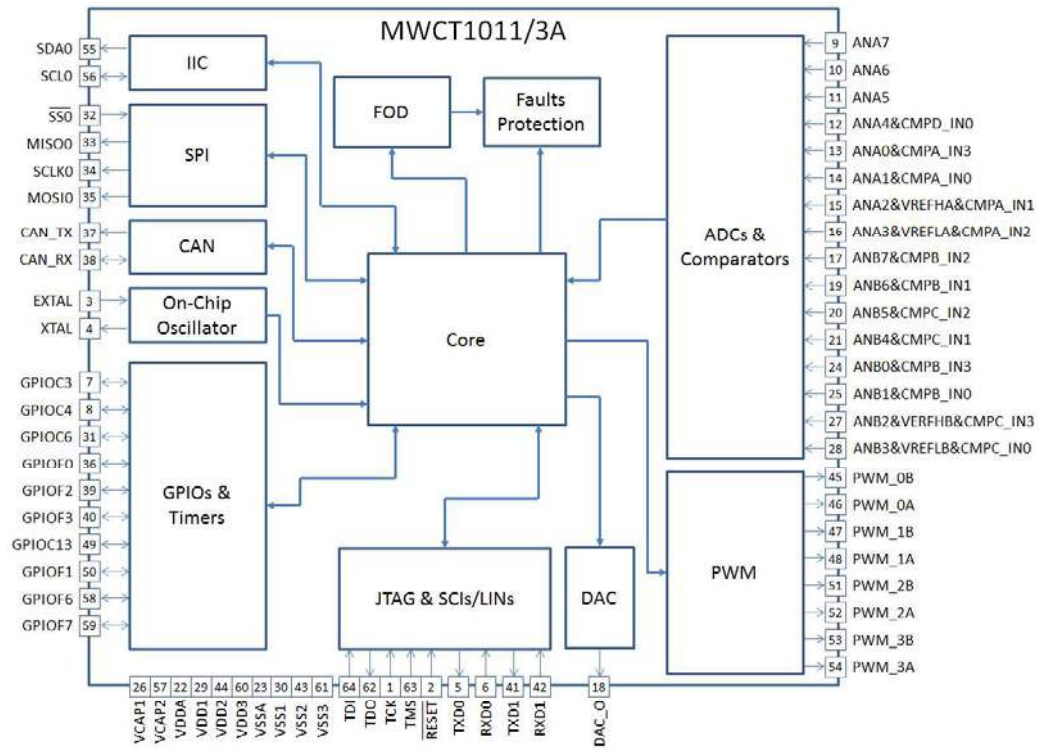 MWCT1011/3A
SDA0 55
SCL0 56
IIC
SS0 32
MISO0 33
SCLK0 34
MOSI0 35
SPI
CAN_TX 37
CAN_RX 38
CAN
EXTAL 3
XTAL 4
On-Chip
Oscillator
GPIOC3 7
GPIOC4 8
GPIOC6 31
GPIOF0 36
GPIOF2 39
GPIOF3 40
GPIOC13 49
GPIOF1 50
GPIOF6 58
GPIOF7 59
GPIOs &
Timers
FOD
Faults
Protection
Core
JTAG & SCIs/LINs
DAC
ADCs &
Comparators
PWM
9 ANA7
10 ANA6
11 ANA5
12 ANA4&CMPD_IN0
13 ANA0&CMPA_IN3
14 ANA1&CMPA_IN0
15 ANA2&VREFHA&CMPA_IN1
16 ANA3&VREFLA&CMPA_IN2
17 ANB7&CMPB_IN2
19 ANB6&CMPB_IN1
20 ANB5&CMPC_IN2
21 ANB4&CMPC_IN1
24 ANB0&CMPB_IN3
25 ANB1&CMPB_IN0
27 ANB2&VERFHB&CMPC_IN3
28 ANB3&VREFLB&CMPC_IN0
45 PWM_0B
46 PWM_0A
47 PWM_1B
48 PWM_1A
51 PWM_2B
52 PWM_2A
53 PWM_3B
54 PWM_3A
26 VCAP1
57 VCAP2
22 VDDA
29 VDD1
44 VDD2
60 VDD3
23 VSSA
30 VSS1
43 VSS2
61 VSS3
64 TDI
62 TDO
1 TCK
63 TMS
2 RESET
5 TXD0
6 RXD0
41 TXD1
42 RXD1
18 DAC_O